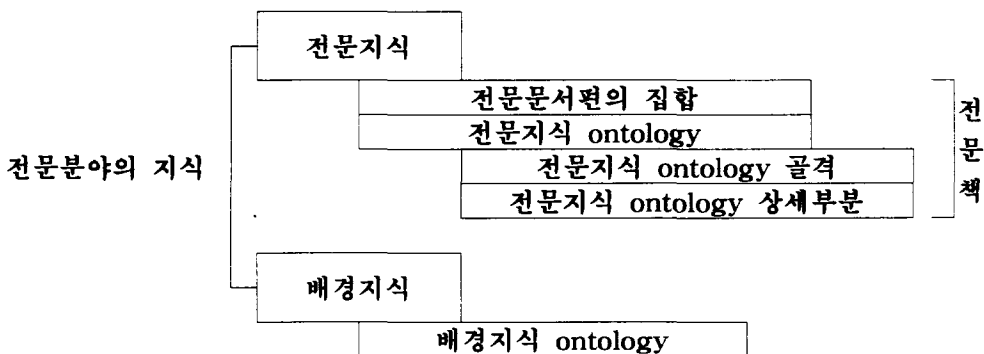 전문지식
전문문서편의 집합
전문지식 ontology
전문분야의 지식
전문지식 ontology 골격
전문지식 ontology 상세부분
전문책
배경지식
배경지식 ontology